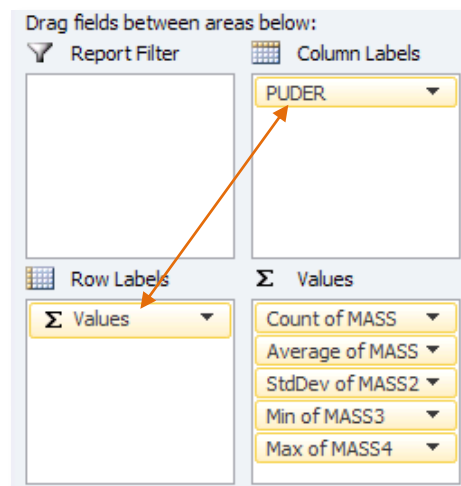 Drag fields between areas below:
Report Filter
Column Labels
PUDER
Row Labels
Σ Values
Σ Values
Count of MASS
Average of MASS
StdDev of MASS2
Min of MASS3
Max of MASS4